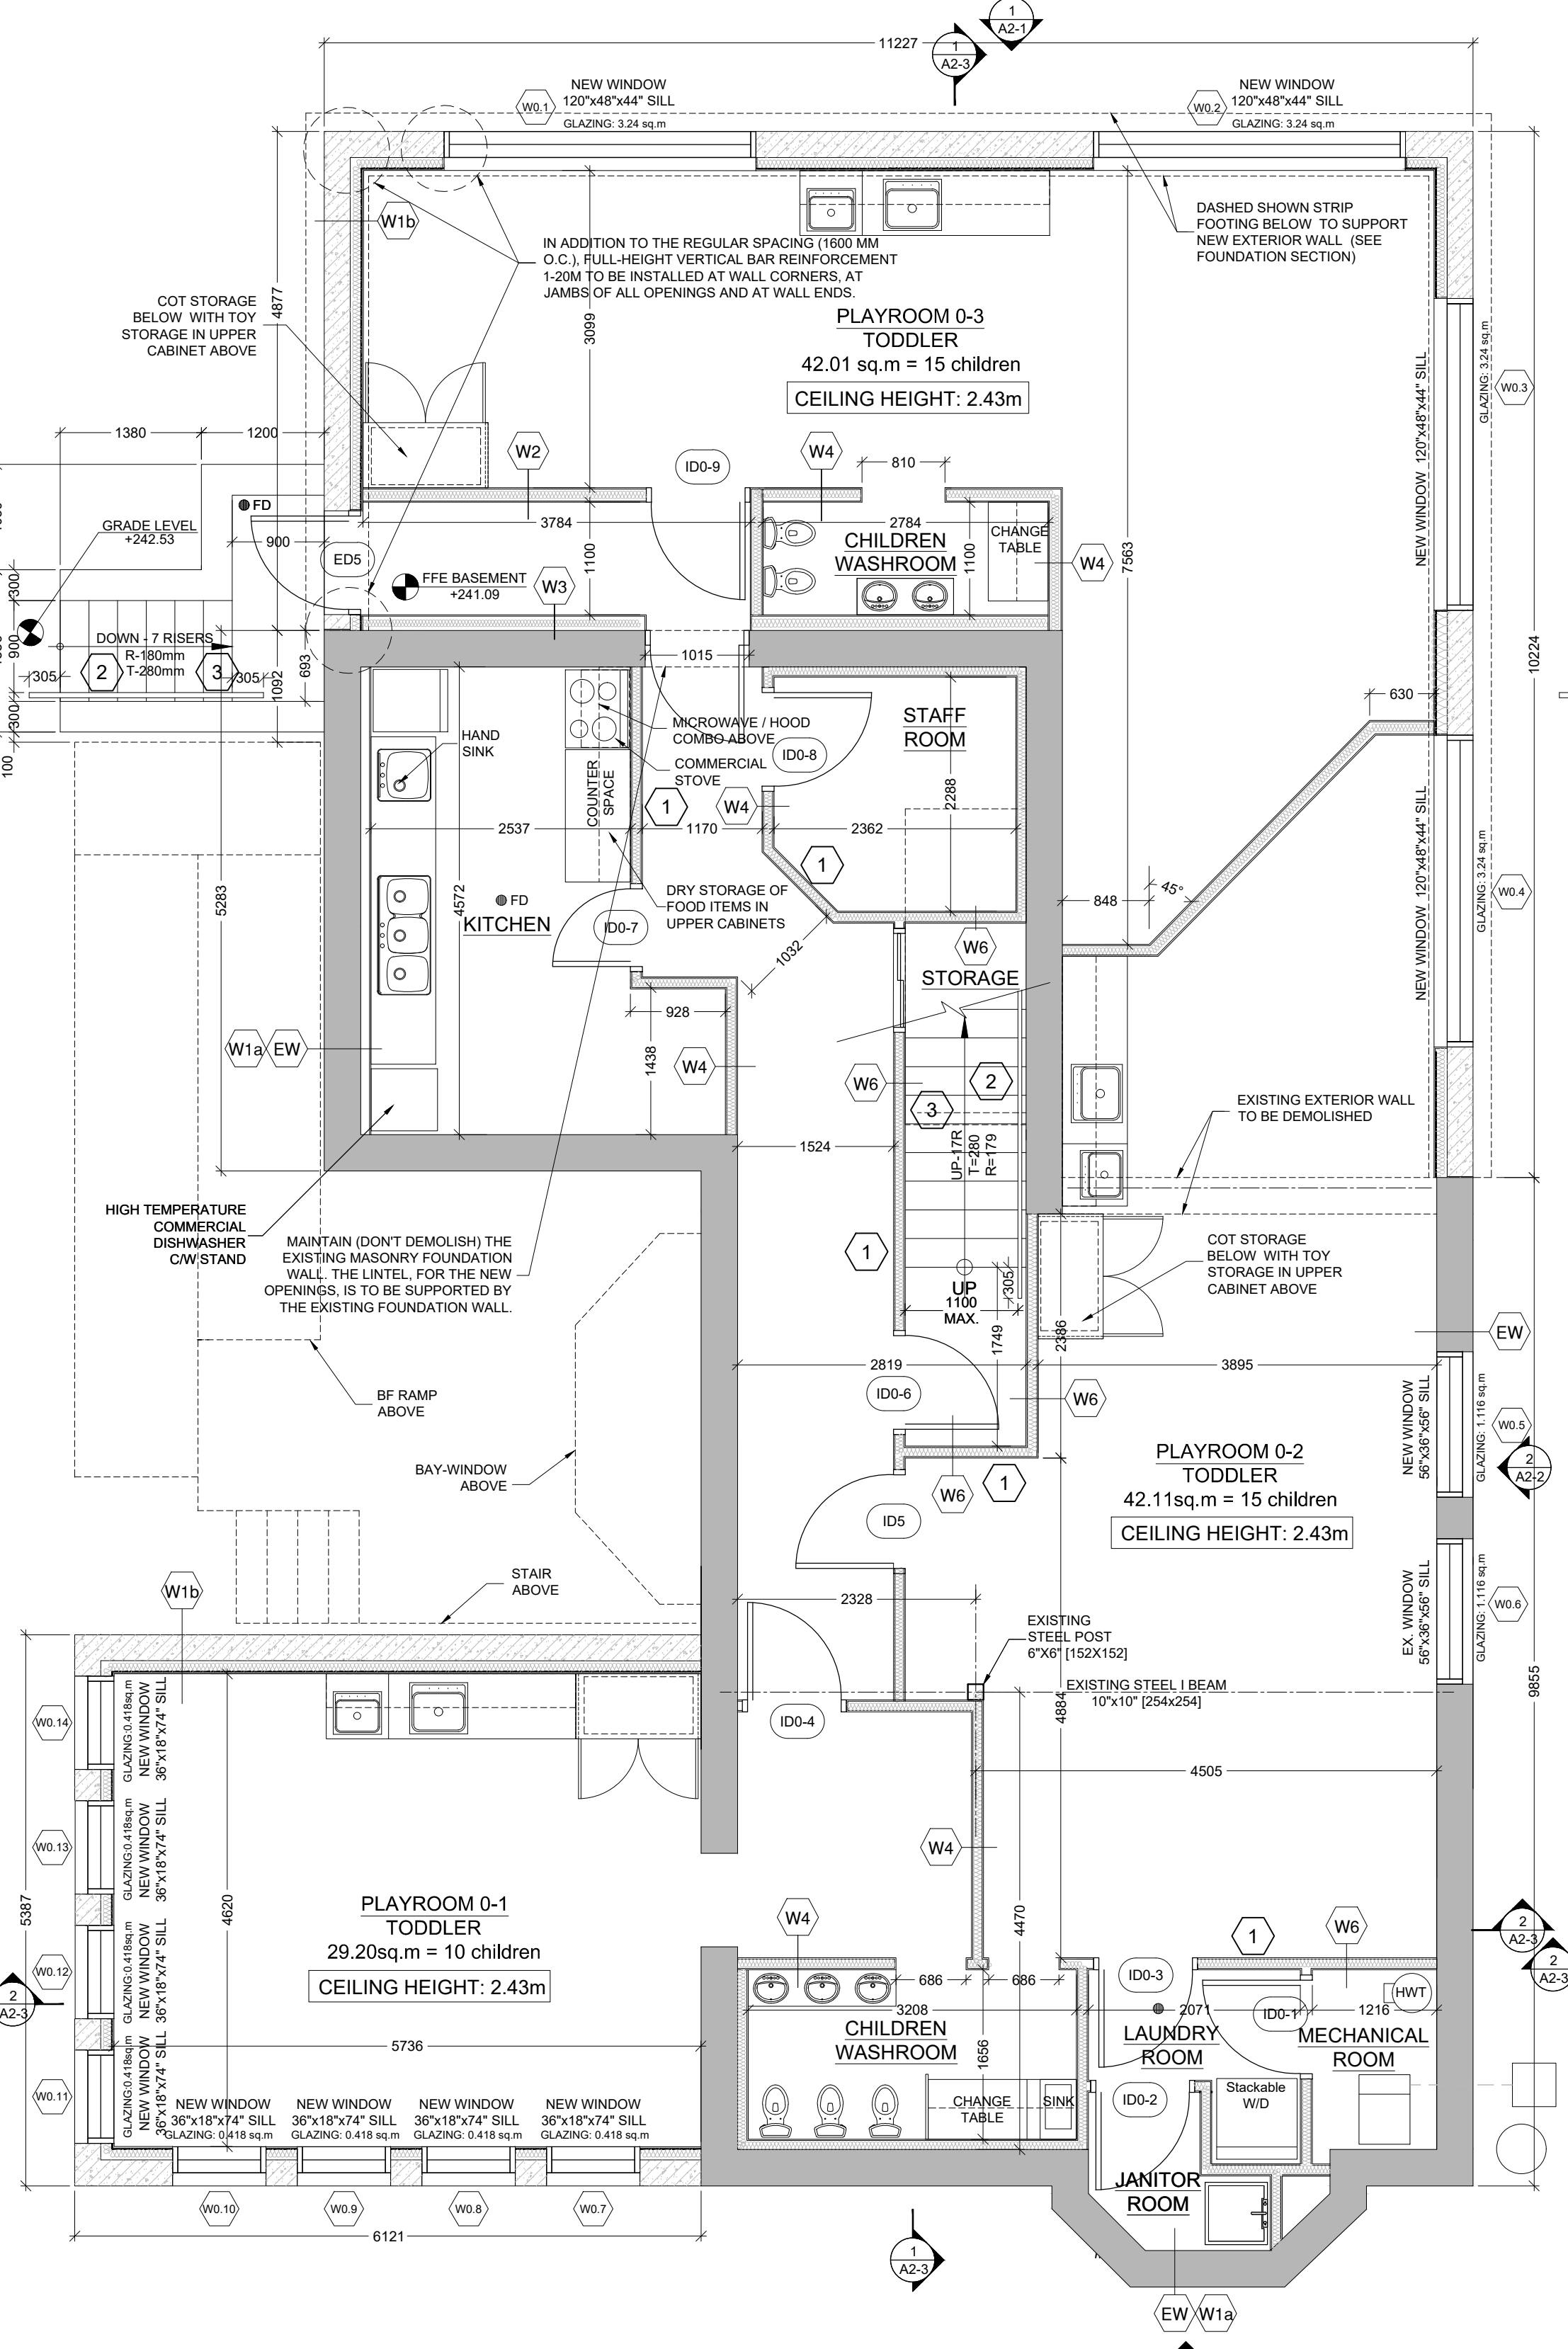 1
A2-1
11227
1
A2-3
NEW WINDOW
120"x48"x44" SILL
GLAZING: 3.24 sq.m
W0.1
NEW WINDOW
120"x48"x44" SILL
GLAZING: 3.24 sq.m
W0.2
W1b
DASHED SHOWN STRIP
FOOTING BELOW TO SUPPORT
NEW EXTERIOR WALL (SEE
FOUNDATION SECTION)
IN ADDITION TO THE REGULAR SPACING (1600 MM
O.C.), FULL-HEIGHT VERTICAL BAR REINFORCEMENT
1-20M TO BE INSTALLED AT WALL CORNERS, AT
JAMBS OF ALL OPENINGS AND AT WALL ENDS.
4877
COT STORAGE
BELOW WITH TOY
STORAGE IN UPPER
CABINET ABOVE
3099
PLAYROOM 0-3
TODDLER
42.01 sq.m = 15 children
CEILING HEIGHT: 2.43m
NEW WINDOW 120"x48"x44" SILL
GLAZING: 3.24 sq.m
W0.3
1380
1200
W2
ID0-9
W4
810
FD
GRADE LEVEL
+242.53
3784
2784
CHANGE
TABLE
900
ED5
1100
CHILDREN
WASHROOM
1100
W4
7563
FFE BASEMENT
+241.09
W3
300
900
300
100
DOWN - 7 RISERS
R-180mm
T-280mm
2
3
305
305
1092
693
10224
1015
630
HAND
SINK
MICROWAVE / HOOD
COMBO ABOVE
COMMERCIAL
STOVE
COUNTER
SPACE
1
ID0-8
STAFF
ROOM
W4
2288
2537
1170
2362
1
NEW WINDOW 120"x48"x44" SILL
GLAZING: 3.24 sq.m
W0.4
5283
4572
FD
KITCHEN
DRY STORAGE OF
FOOD ITEMS IN
UPPER CABINETS
ID0-7
1032
848
45°
W6
STORAGE
928
1438
W1a
EW
W4
W6
2
3
1524
UP-17R
T=280
R=179
EXISTING EXTERIOR WALL
TO BE DEMOLISHED
HIGH TEMPERATURE
COMMERCIAL
DISHWASHER
C/W STAND
MAINTAIN (DON'T DEMOLISH) THE
EXISTING MASONRY FOUNDATION
WALL. THE LINTEL, FOR THE NEW
OPENINGS, IS TO BE SUPPORTED BY
THE EXISTING FOUNDATION WALL.
1
COT STORAGE
BELOW WITH TOY
STORAGE IN UPPER
CABINET ABOVE
UP
1100
MAX.
305
1749
2386
EW
2819
3895
BF RAMP
ABOVE
ID0-6
W6
NEW WINDOW
56"x36"x56" SILL
GLAZING: 1.116 sq.m
W0.5
BAY-WINDOW
ABOVE
W6
1
PLAYROOM 0-2
TODDLER
42.11sq.m = 15 children
CEILING HEIGHT: 2.43m
2
A2-2
ID5
STAIR
ABOVE
W1b
2328
EX. WINDOW
56"x36"x56" SILL
GLAZING: 1.116 sq.m
W0.6
EXISTING
STEEL POST
6"X6" [152X152]
EXISTING STEEL I BEAM
10"x10" [254x254]
9855
4884
ID0-4
W0.14
GLAZING:0.418sq.m
NEW WINDOW
36"x18"x74" SILL
4505
W0.13
GLAZING:0.418sq.m
NEW WINDOW
36"x18"x74" SILL
W4
5387
4620
PLAYROOM 0-1
TODDLER
29.20sq.m = 10 children
CEILING HEIGHT: 2.43m
W4
4470
1
W6
2
A2-3
2
A2-3
W0.12
GLAZING:0.418sq.m
NEW WINDOW
36"x18"x74" SILL
2
A2-3
686
686
ID0-3
HWT
3208
2071
ID0-1
1216
CHILDREN
WASHROOM
1656
LAUNDRY
ROOM
MECHANICAL
ROOM
5736
W0.11
GLAZING:0.418sq.m
NEW WINDOW
36"x18"x74" SILL
NEW WINDOW
36"x18"x74" SILL
GLAZING: 0.418 sq.m
NEW WINDOW
36"x18"x74" SILL
GLAZING: 0.418 sq.m
NEW WINDOW
36"x18"x74" SILL
GLAZING: 0.418 sq.m
NEW WINDOW
36"x18"x74" SILL
GLAZING: 0.418 sq.m
CHANGE
TABLE
SINK
ID0-2
Stackable
W/D
JANITOR
ROOM
W0.10
W0.9
W0.8
W0.7
6121
1
A2-3
EW
W1a